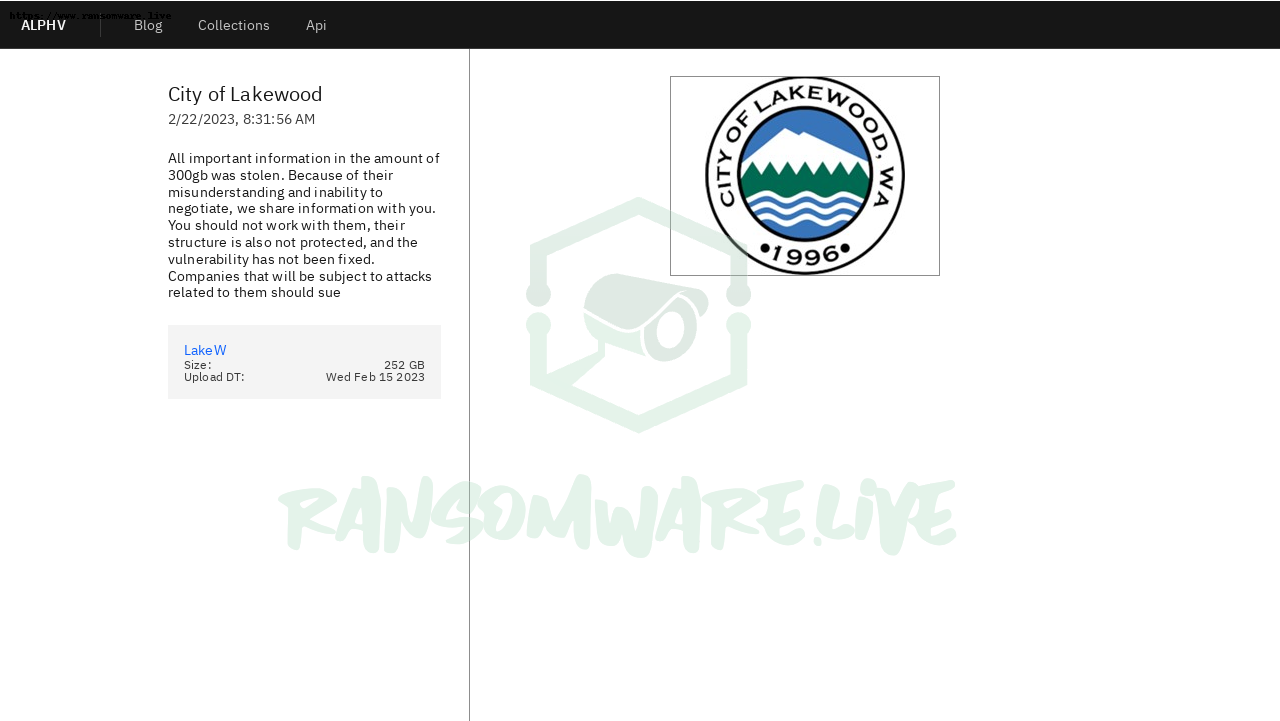 https://www.ransomware.live
ALPHV
Blog
Collections
Api
City of Lakewood
2/22/2023, 8:31:56 AM
All important information in the amount of
300gb was stolen. Because of their
misunderstanding and inability to
negotiate, we share information with you.
You should not work with them, their
structure is also not protected, and the
vulnerability has not been fixed.
Companies that will be subject to attacks
related to them should sue
LakeW
Size: 252 GB
Upload DT: Wed Feb 15 2023
CITY OF LAKEWOOD, WA
•1996•
RANSOMWARE.LIVE